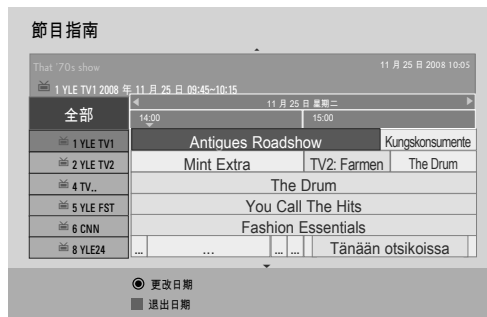 節目指南
That '70s show 11 月 25 日 2008 10:05
1 YLE TV1 2008 年 11 月 25 日 09:45~10:15
全部
11 月 25 日 星期二
14:00 15:00
1 YLE TV1 Antigues Roadshow Kungskonsumente
2 YLE TV2 Mint Extra TV2: Farmen The Drum
4 TV.. The Drum
5 YLE FST You Call The Hits
6 CNN Fashion Essentials
8 YLE24 ... ... ... ... Tänään otsikoissa
更改日期
退出日期